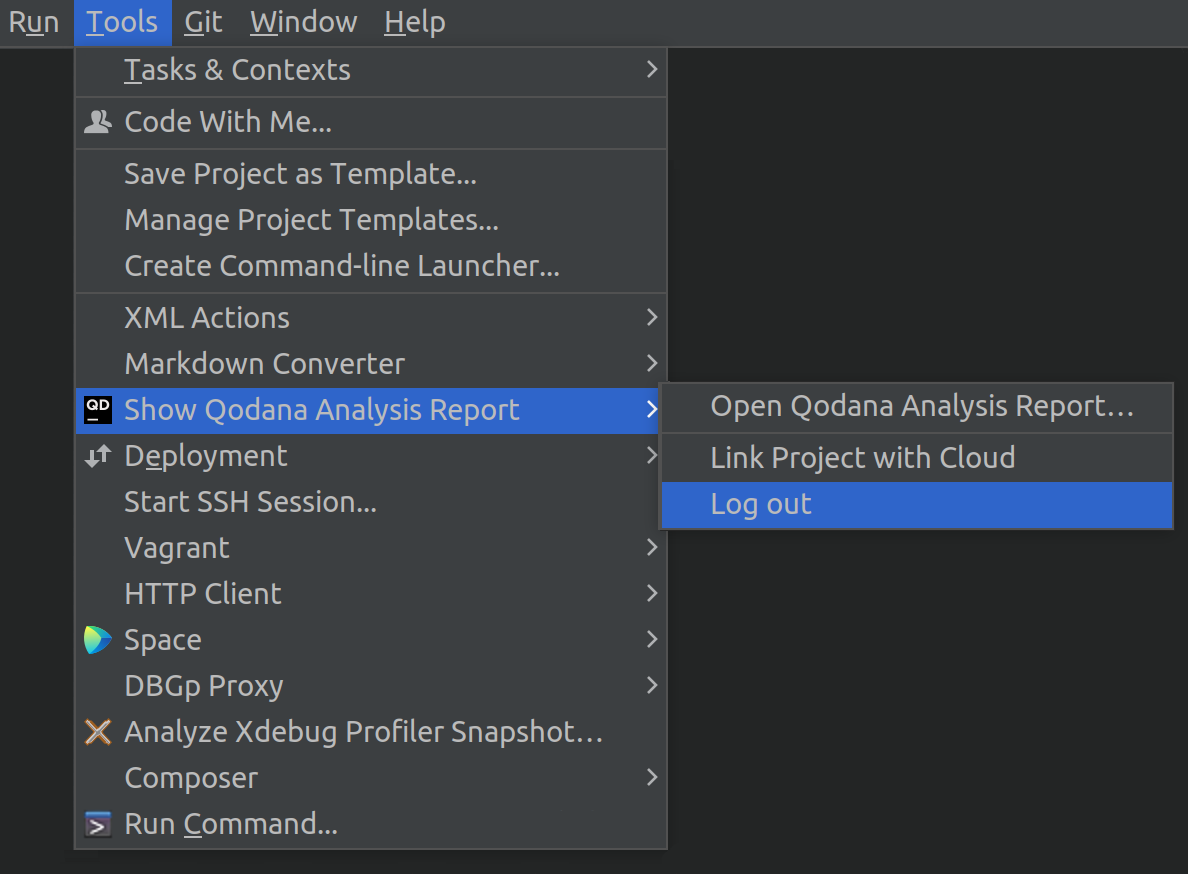 Run Tools Git Window Help
Tasks & Contexts
Code With Me...
Save Project as Template...
Manage Project Templates...
Create Command-line Launcher...
XML Actions
Markdown Converter
QD Show Qodana Analysis Report
Open Qodana Analysis Report...
Link Project with Cloud
Log out
Deployment
Start SSH Session...
Vagrant
HTTP Client
Space
DBGp Proxy
Analyze Xdebug Profiler Snapshot...
Composer
Run Command...